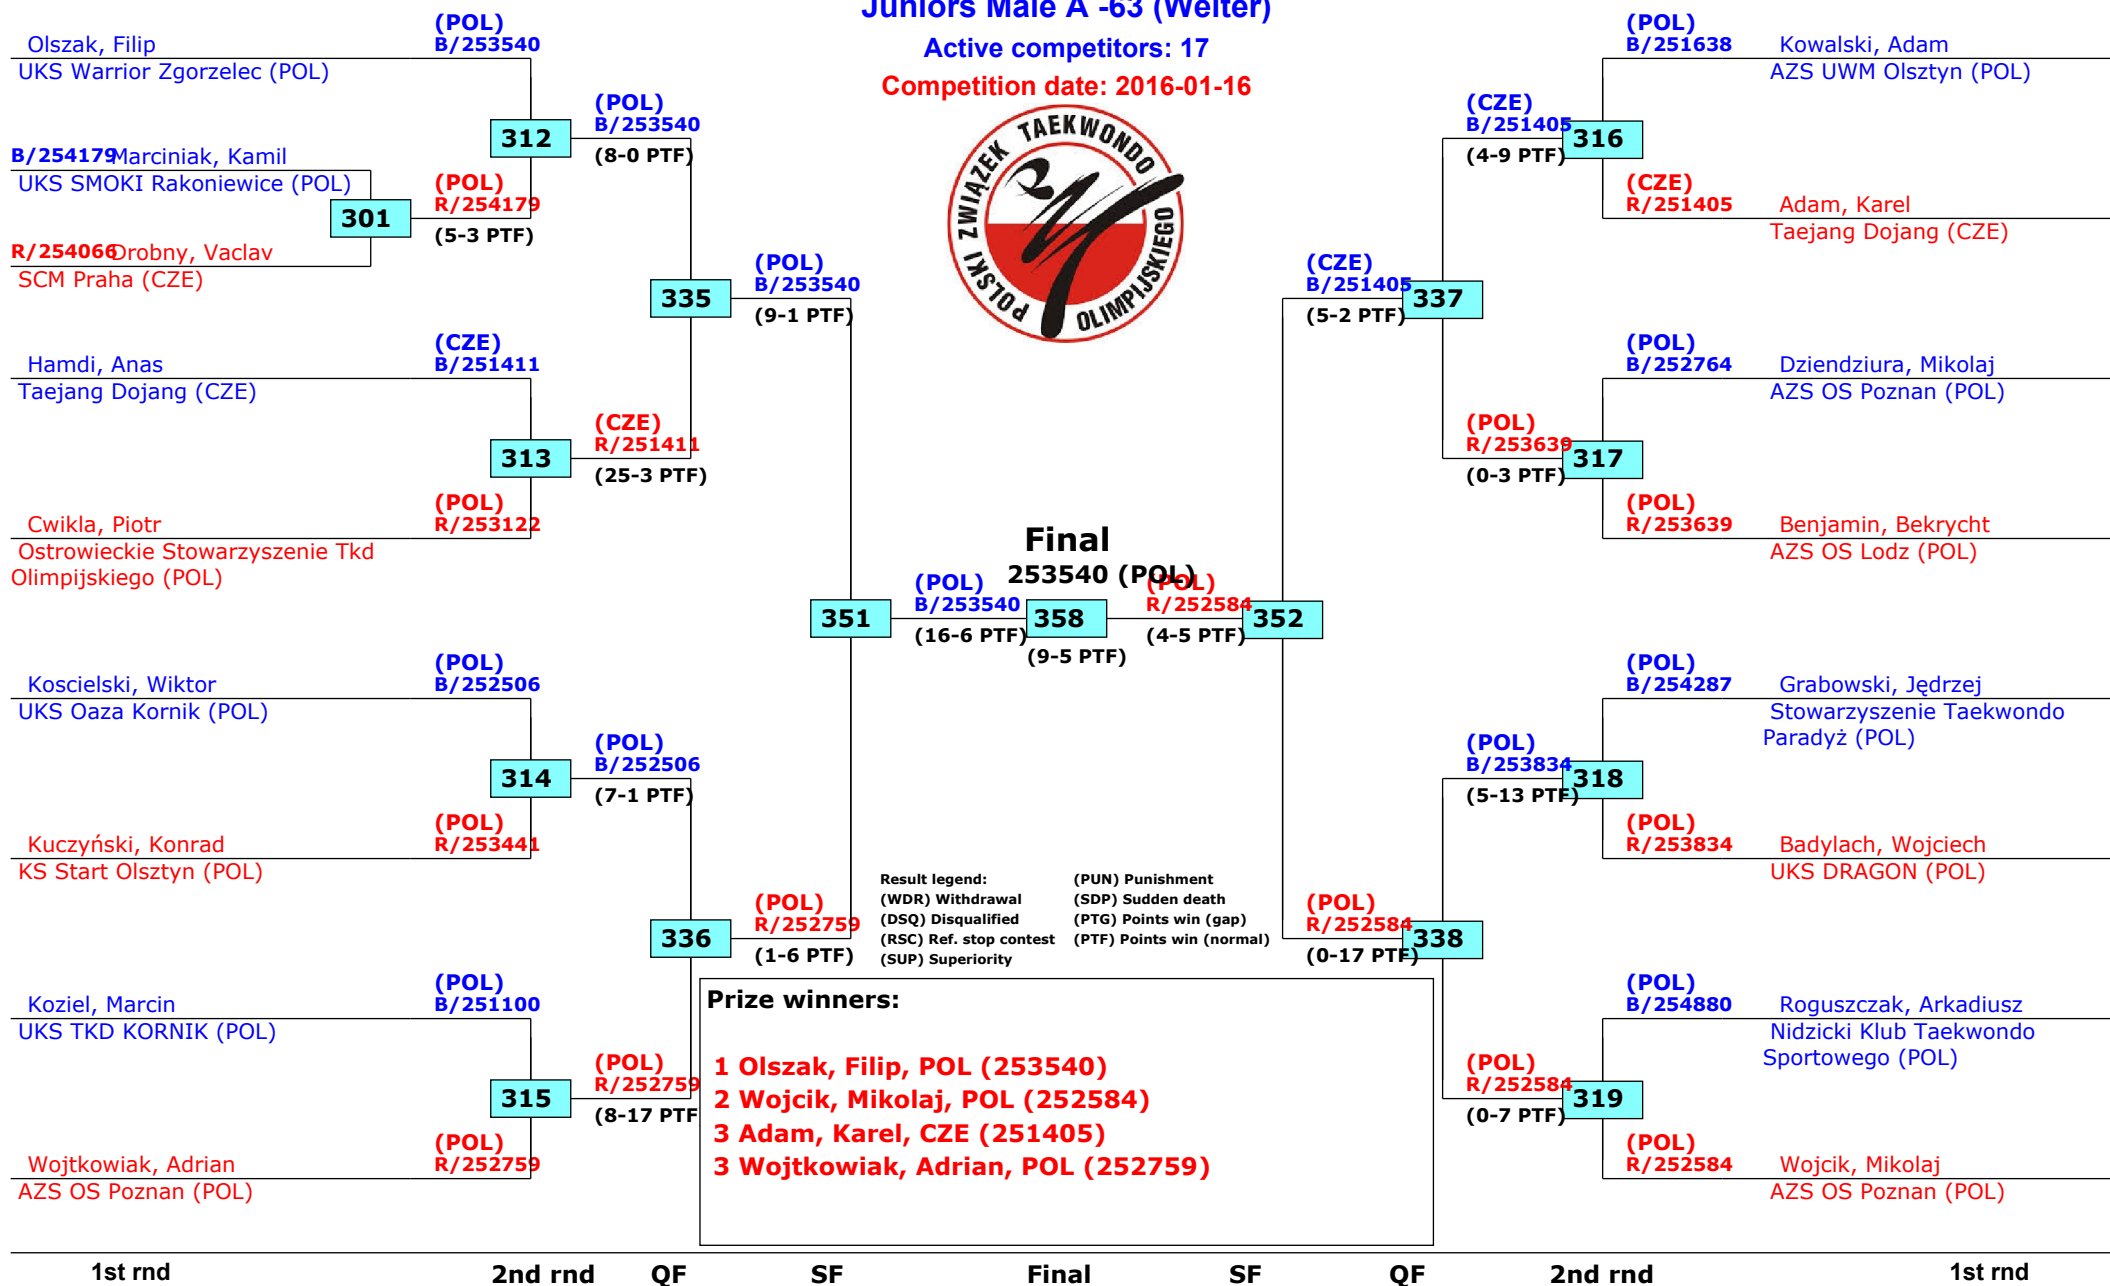 Juniors Male A -63 (Welter)
Active competitors: 17
Competition date: 2016-01-16
POLSKI ZWIĄZEK TAEKWONDO OLIMPIJSKIEGO
(POL)
B/253540
Olszak, Filip
UKS Warrior Zgorzelec (POL)
B/254179 Marciniak, Kamil
UKS SMOKI Rakoniewice (POL)
301
R/254066 Drobny, Vaclav
SCM Praha (CZE)
(POL)
R/254179
(5-3 PTF)
312
(POL)
B/253540
(8-0 PTF)
(CZE)
B/251411
Hamdi, Anas
Taejang Dojang (CZE)
313
(CZE)
R/251411
(25-3 PTF)
(POL)
R/253122
Cwikla, Piotr
Ostrowieckie Stowarzyszenie Tkd
Olimpijskiego (POL)
335
(POL)
B/253540
(9-1 PTF)
(POL)
B/252506
Koscielski, Wiktor
UKS Oaza Kornik (POL)
314
(POL)
B/252506
(7-1 PTF)
(POL)
R/253441
Kuczyński, Konrad
KS Start Olsztyn (POL)
336
(POL)
R/252759
(1-6 PTF)
(POL)
B/251100
Koziel, Marcin
UKS TKD KORNIK (POL)
315
(POL)
R/252759
(8-17 PTF
(POL)
R/252759
Wojtkowiak, Adrian
AZS OS Poznan (POL)
351
(POL)
B/253540
(16-6 PTF)
Final
253540 (POL)
358
(9-5 PTF)
(POL)
R/252584
(4-5 PTF)
352
(CZE)
B/251405
(5-2 PTF)
337
(CZE)
B/251405
(4-9 PTF)
316
(POL)
B/251638
Kowalski, Adam
AZS UWM Olsztyn (POL)
(CZE)
R/251405
Adam, Karel
Taejang Dojang (CZE)
(POL)
R/253639
(0-3 PTF)
317
(POL)
B/252764
Dziendziura, Mikolaj
AZS OS Poznan (POL)
(POL)
R/253639
Benjamin, Bekrycht
AZS OS Lodz (POL)
(POL)
R/252584
(0-17 PTF)
338
(POL)
B/253834
(5-13 PTF)
318
(POL)
B/254287
Grabowski, Jędrzej
Stowarzyszenie Taekwondo
Paradyż (POL)
(POL)
R/253834
Badylach, Wojciech
UKS DRAGON (POL)
(POL)
R/252584
(0-7 PTF)
319
(POL)
B/254880
Roguszczak, Arkadiusz
Nidzicki Klub Taekwondo
Sportowego (POL)
(POL)
R/252584
Wojcik, Mikolaj
AZS OS Poznan (POL)
Result legend:
(WDR) Withdrawal
(DSQ) Disqualified
(RSC) Ref. stop contest
(SUP) Superiority
(PUN) Punishment
(SDP) Sudden death
(PTG) Points win (gap)
(PTF) Points win (normal)
Prize winners:
1 Olszak, Filip, POL (253540)
2 Wojcik, Mikolaj, POL (252584)
3 Adam, Karel, CZE (251405)
3 Wojtkowiak, Adrian, POL (252759)
1st rnd 2nd rnd QF SF Final SF QF 2nd rnd 1st rnd